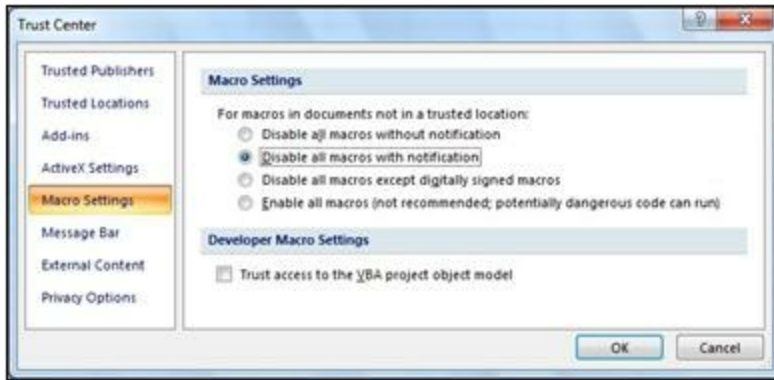 Trust Center
Trusted Publishers
Trusted Locations
Add-ins
ActiveX Settings
Macro Settings
Message Bar
External Content
Privacy Options
Macro Settings
For macros in documents not in a trusted location:
Disable all macros without notification
Disable all macros with notification
Disable all macros except digitally signed macros
Enable all macros (not recommended; potentially dangerous code can run)
Developer Macro Settings
Trust access to the VBA project object model
OK Cancel